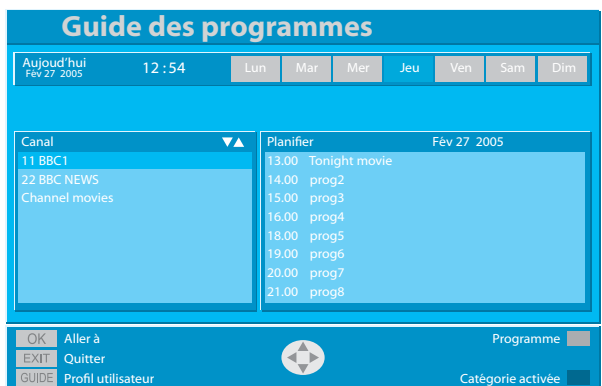 Guide des programmes
Aujoud'hui
Fèv 27 2005
12:54
Lun Mar Mer Jeu Ven Sam Dim
Canal
11 BBC1
22 BBC NEWS
Channel movies
Planifier Fèv 27 2005
13.00 Tonight movie
14.00 prog2
15.00 prog3
16.00 prog4
18.00 prog5
19.00 prog6
20.00 prog7
21.00 prog8
OK Aller à
EXIT Quitter
GUIDE Profil utilisateur
Programme
Catégorie activèe